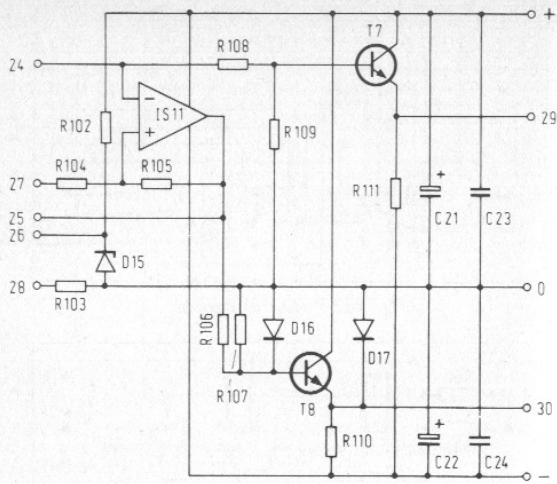 +
T7
R108
24
29
R102
IS11
R109
+
R104
R105
27
R111
+
C21
C23
25
26
D15
28
R103
0
R106
D16
D17
R107
T8
30
R110
+
C22
C24
-